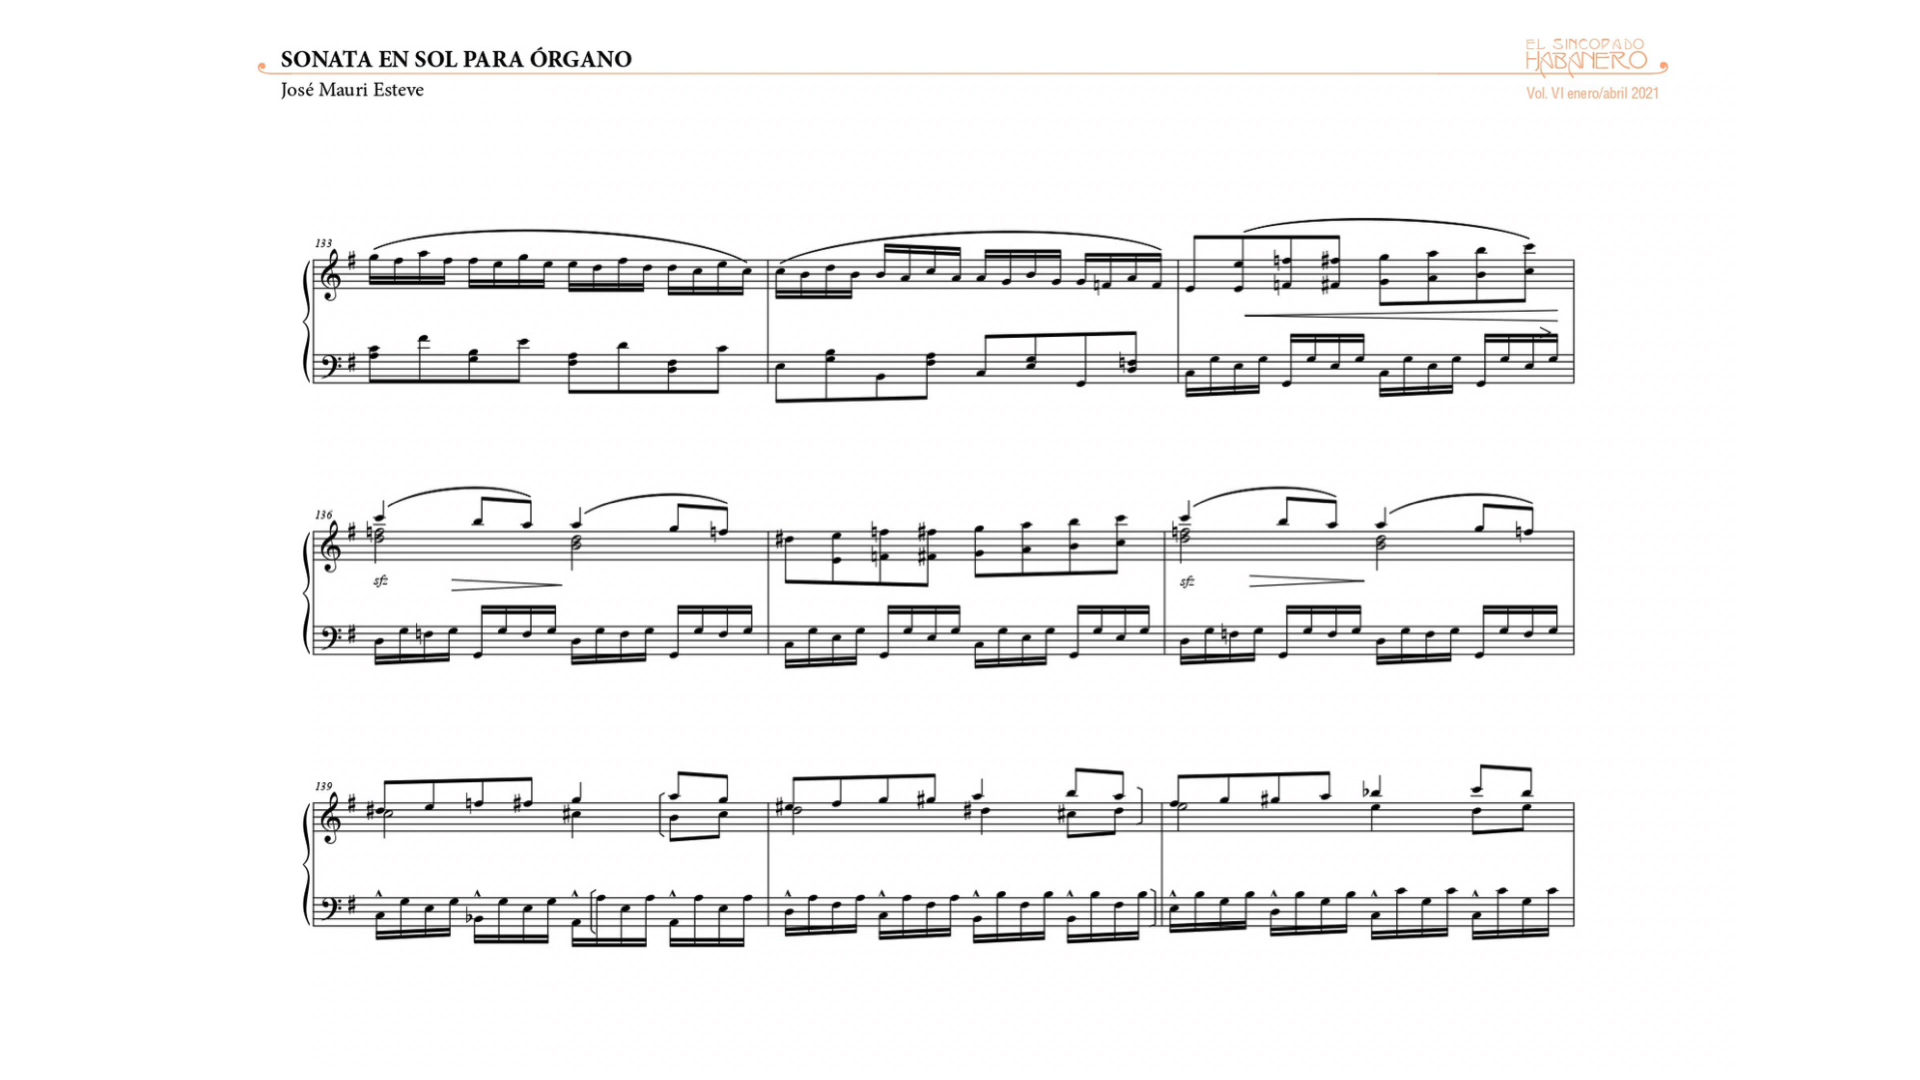 SONATA EN SOL PARA ÓRGANO
José Mauri Esteve
EL SINCOPADO
HABANERO
Vol. VI enero/abril 2021
133
136
sfz
sfz
139